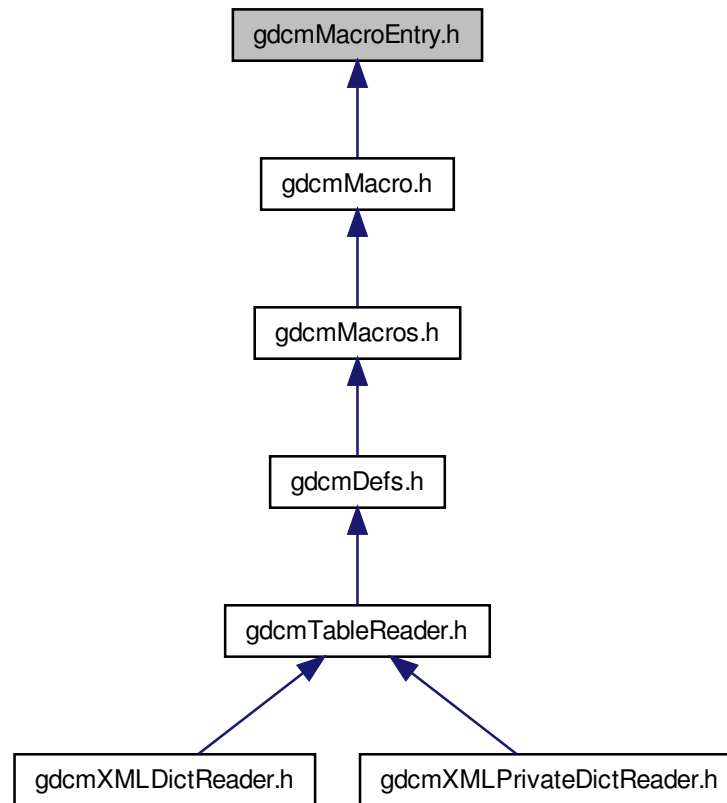 gdcmMacroEntry.h
gdcmMacro.h
gdcmMacros.h
gdcmDefs.h
gdcmTableReader.h
gdcmXMLDictReader.h
gdcmXMLPrivateDictReader.h